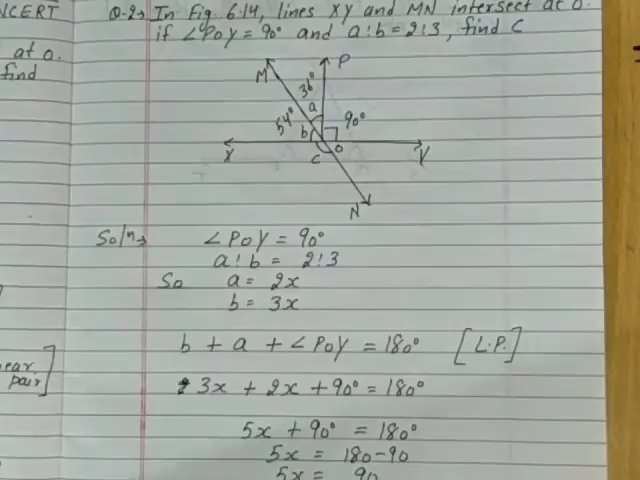 NCERT
at o.
find
Q-2→ In Fig 6.14, lines XY and MN intersect at O.
if ∠POY = 90° and a:b = 2:3, find C
M
P
36°
a
54°
b
90°
X
C
O
Y
N
Soln→ ∠POY = 90°
a:b = 2:3
So a = 2x
b = 3x
b + a + ∠POY = 180° [L.P.]
3x + 2x + 90° = 180°
5x + 90° = 180°
5x = 180-90
5x = 90
pair]